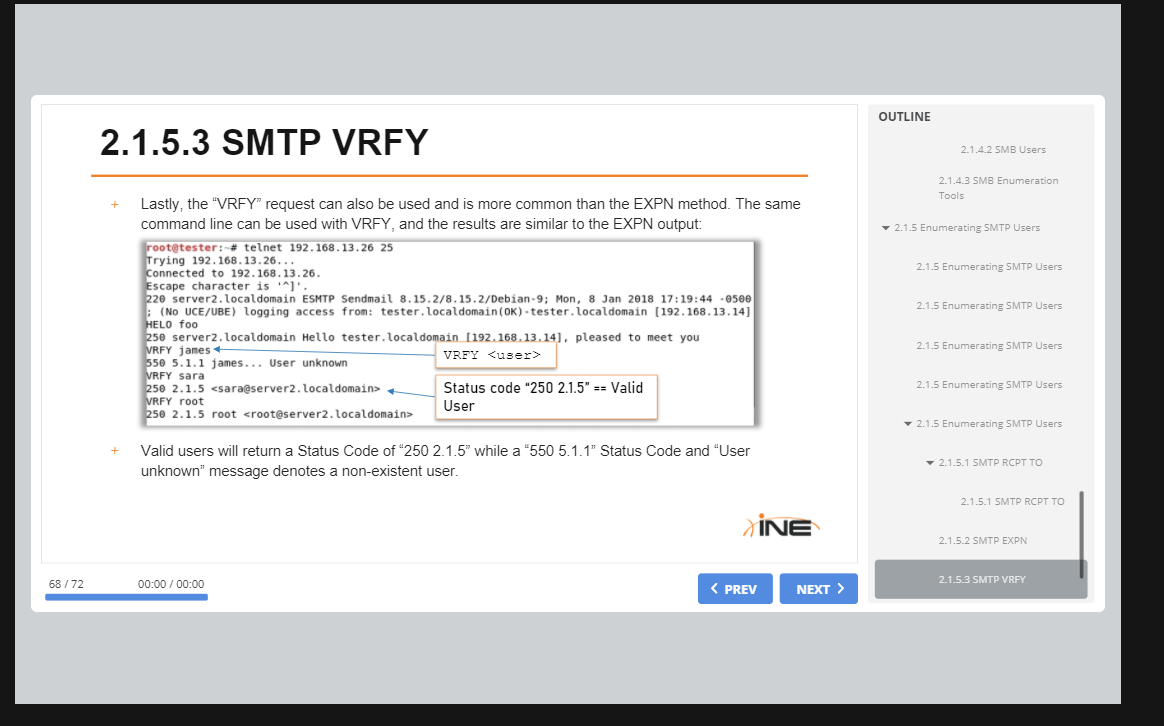 2.1.5.3 SMTP VRFY
+ Lastly, the “VRFY” request can also be used and is more common than the EXPN method. The same
command line can be used with VRFY, and the results are similar to the EXPN output:
root@tester:~# telnet 192.168.13.26 25
Trying 192.168.13.26...
Connected to 192.168.13.26.
Escape character is '^]'.
220 server2.localdomain ESMTP Sendmail 8.15.2/8.15.2/Debian-9; Mon, 8 Jan 2018 17:19:44 -0500
; (No UCE/UBE) logging access from: tester.localdomain(OK)-tester.localdomain [192.168.13.14]
HELO foo
250 server2.localdomain Hello tester.localdomain [192.168.13.14], pleased to meet you
VRFY james
VRFY <user>
550 5.1.1 james... User unknown
VRFY sara
250 2.1.5 <sara@server2.localdomain>
Status code “250 2.1.5” == Valid
User
VRFY root
250 2.1.5 root <root@server2.localdomain>
+ Valid users will return a Status Code of “250 2.1.5” while a “550 5.1.1” Status Code and “User
unknown” message denotes a non-existent user.
INE
68 / 72
00:00 / 00:00
PREV
NEXT
OUTLINE
2.1.4.2 SMB Users
2.1.4.3 SMB Enumeration
Tools
2.1.5 Enumerating SMTP Users
2.1.5 Enumerating SMTP Users
2.1.5 Enumerating SMTP Users
2.1.5 Enumerating SMTP Users
2.1.5 Enumerating SMTP Users
2.1.5 Enumerating SMTP Users
2.1.5.1 SMTP RCPT TO
2.1.5.1 SMTP RCPT TO
2.1.5.2 SMTP EXPN
2.1.5.3 SMTP VRFY